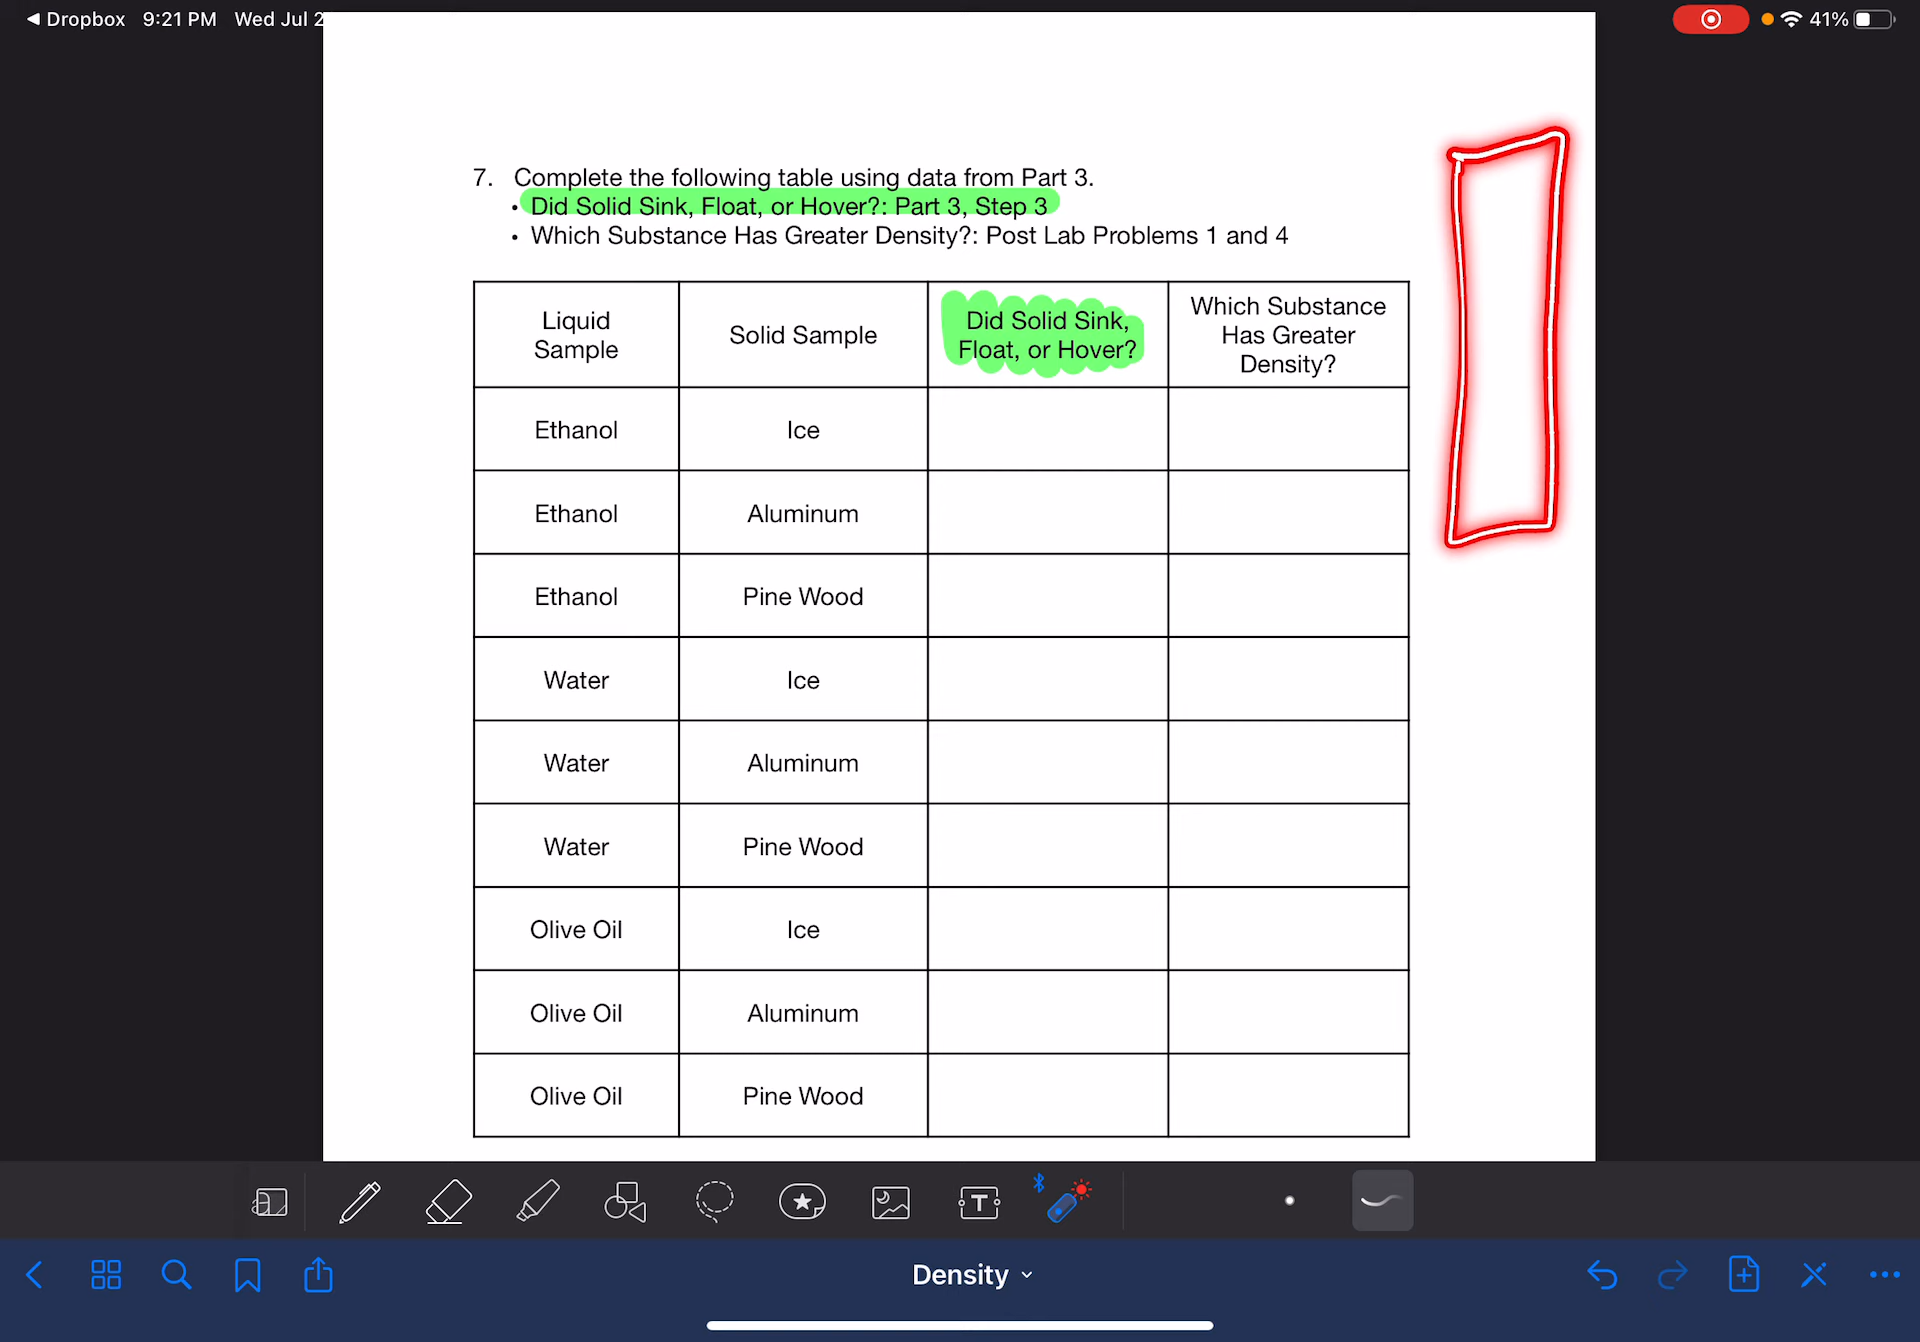 ◀ Dropbox 9:21 PM Wed Jul 2
41%
7. Complete the following table using data from Part 3.
• Did Solid Sink, Float, or Hover?: Part 3, Step 3
• Which Substance Has Greater Density?: Post Lab Problems 1 and 4
Liquid
Sample
Solid Sample
Did Solid Sink,
Float, or Hover?
Which Substance
Has Greater
Density?
Ethanol Ice
Ethanol Aluminum
Ethanol Pine Wood
Water Ice
Water Aluminum
Water Pine Wood
Olive Oil Ice
Olive Oil Aluminum
Olive Oil Pine Wood
Density